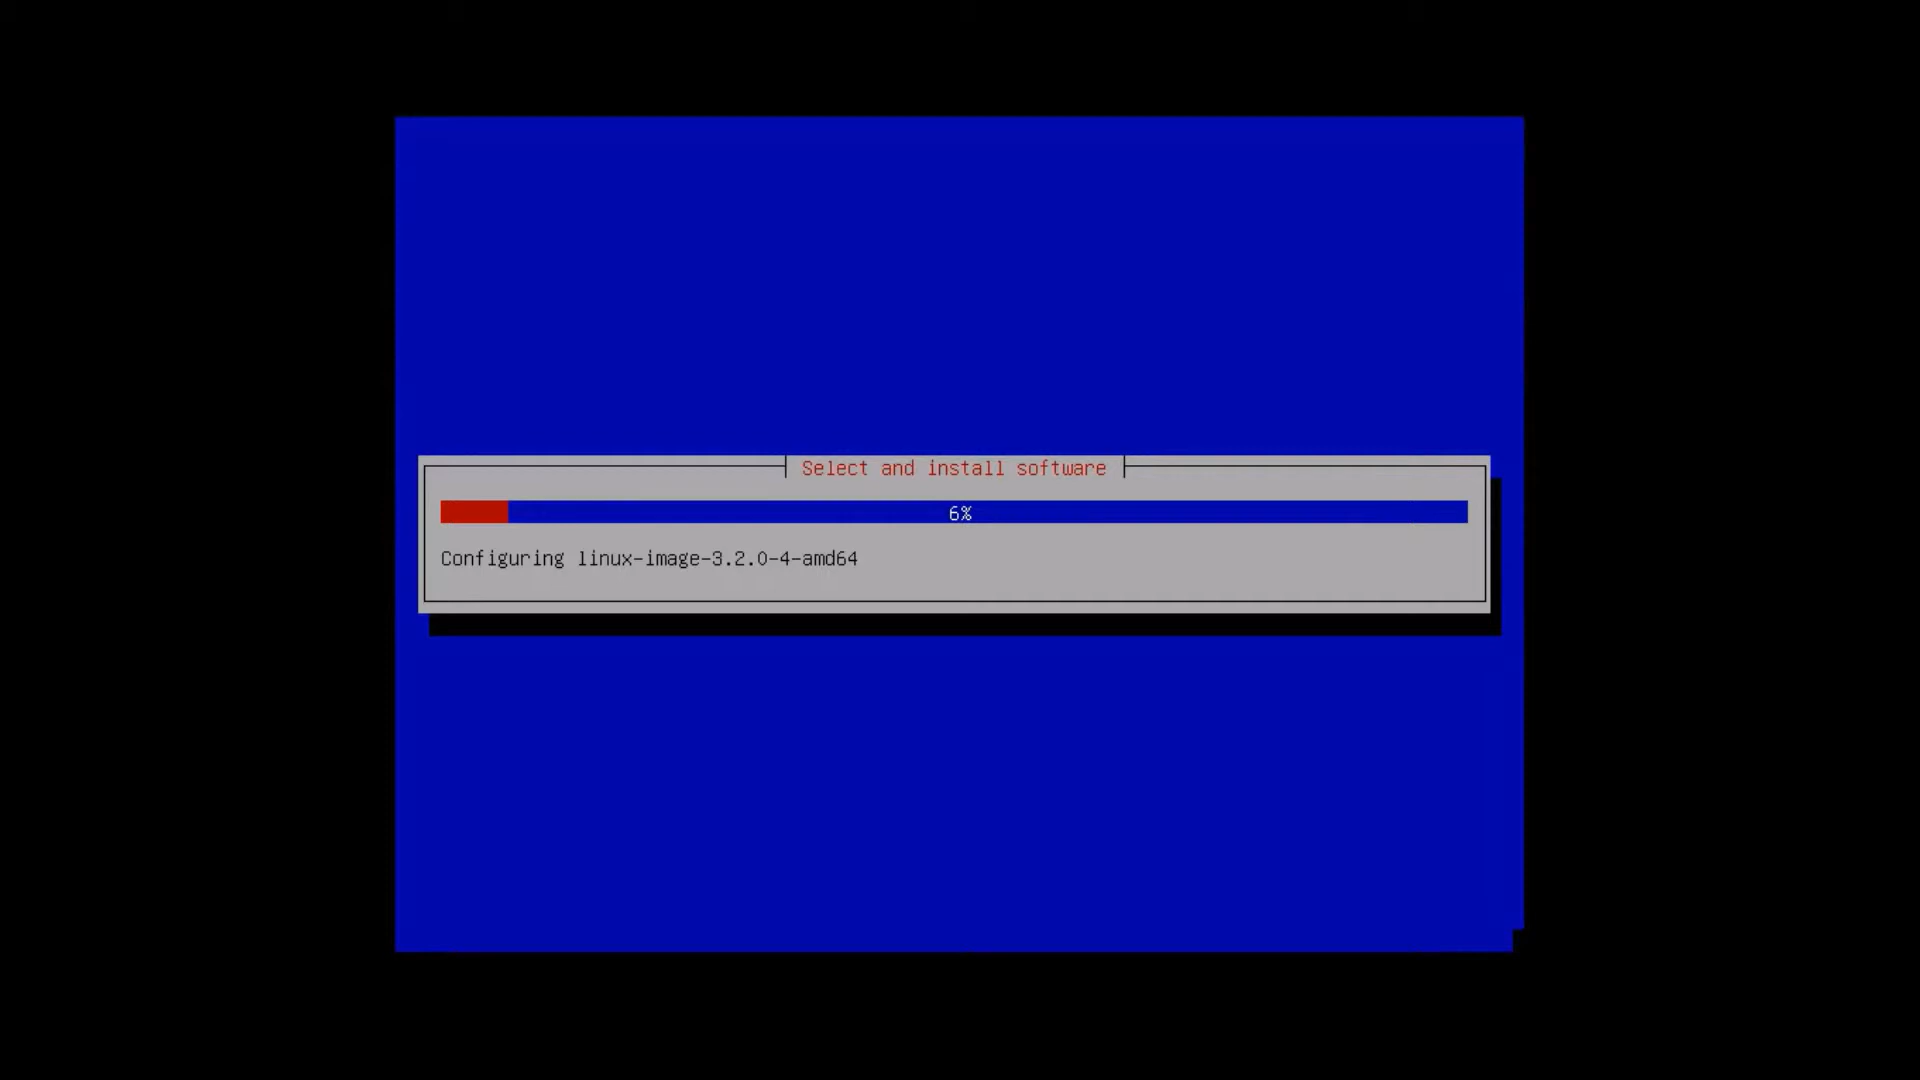 Select and install software
6%
Configuring linux-image-3.2.0-4-amd64